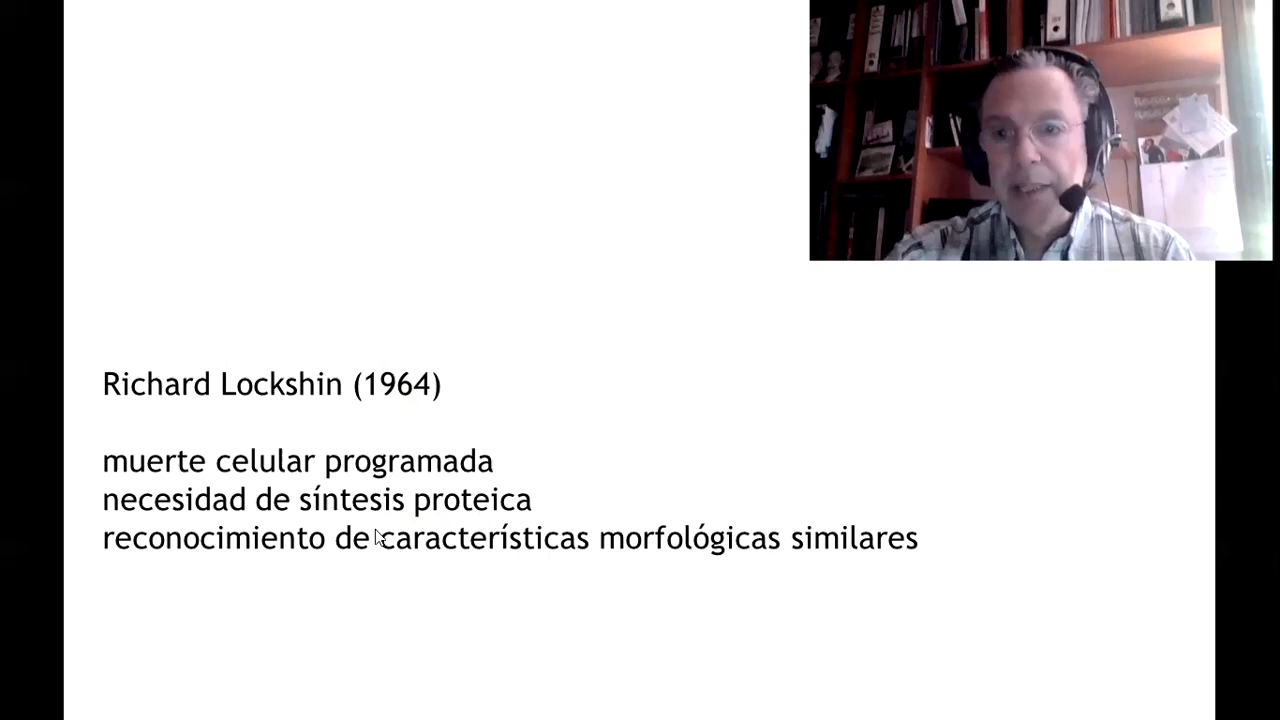 Richard Lockshin (1964)
muerte celular programada
necesidad de síntesis proteica
reconocimiento de características morfológicas similares